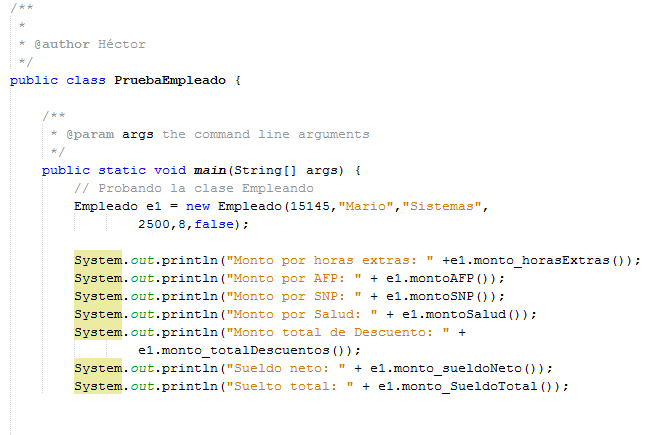 /**
 *
 * @author Héctor
 */
public class PruebaEmpleado {

    /**
     * @param args the command line arguments
     */
    public static void main(String[] args) {
        // Probando la clase Empleando
        Empleado e1 = new Empleado(15145,"Mario","Sistemas",
                2500,8,false);

        System.out.println("Monto por horas extras: " +e1.monto_horasExtras());
        System.out.println("Monto por AFP: " + e1.montoAFP());
        System.out.println("Monto por SNP: " + e1.montoSNP());
        System.out.println("Monto por Salud: " + e1.montoSalud());
        System.out.println("Monto total de Descuento: " +
                e1.monto_totalDescuentos());
        System.out.println("Sueldo neto: " + e1.monto_sueldoNeto());
        System.out.println("Suelto total: " + e1.monto_SueldoTotal());